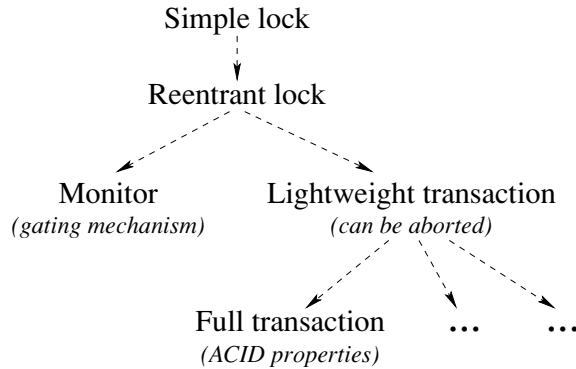 Simple lock
Reentrant lock
Monitor
(gating mechanism)
Lightweight transaction
(can be aborted)
Full transaction
(ACID properties)
...
...